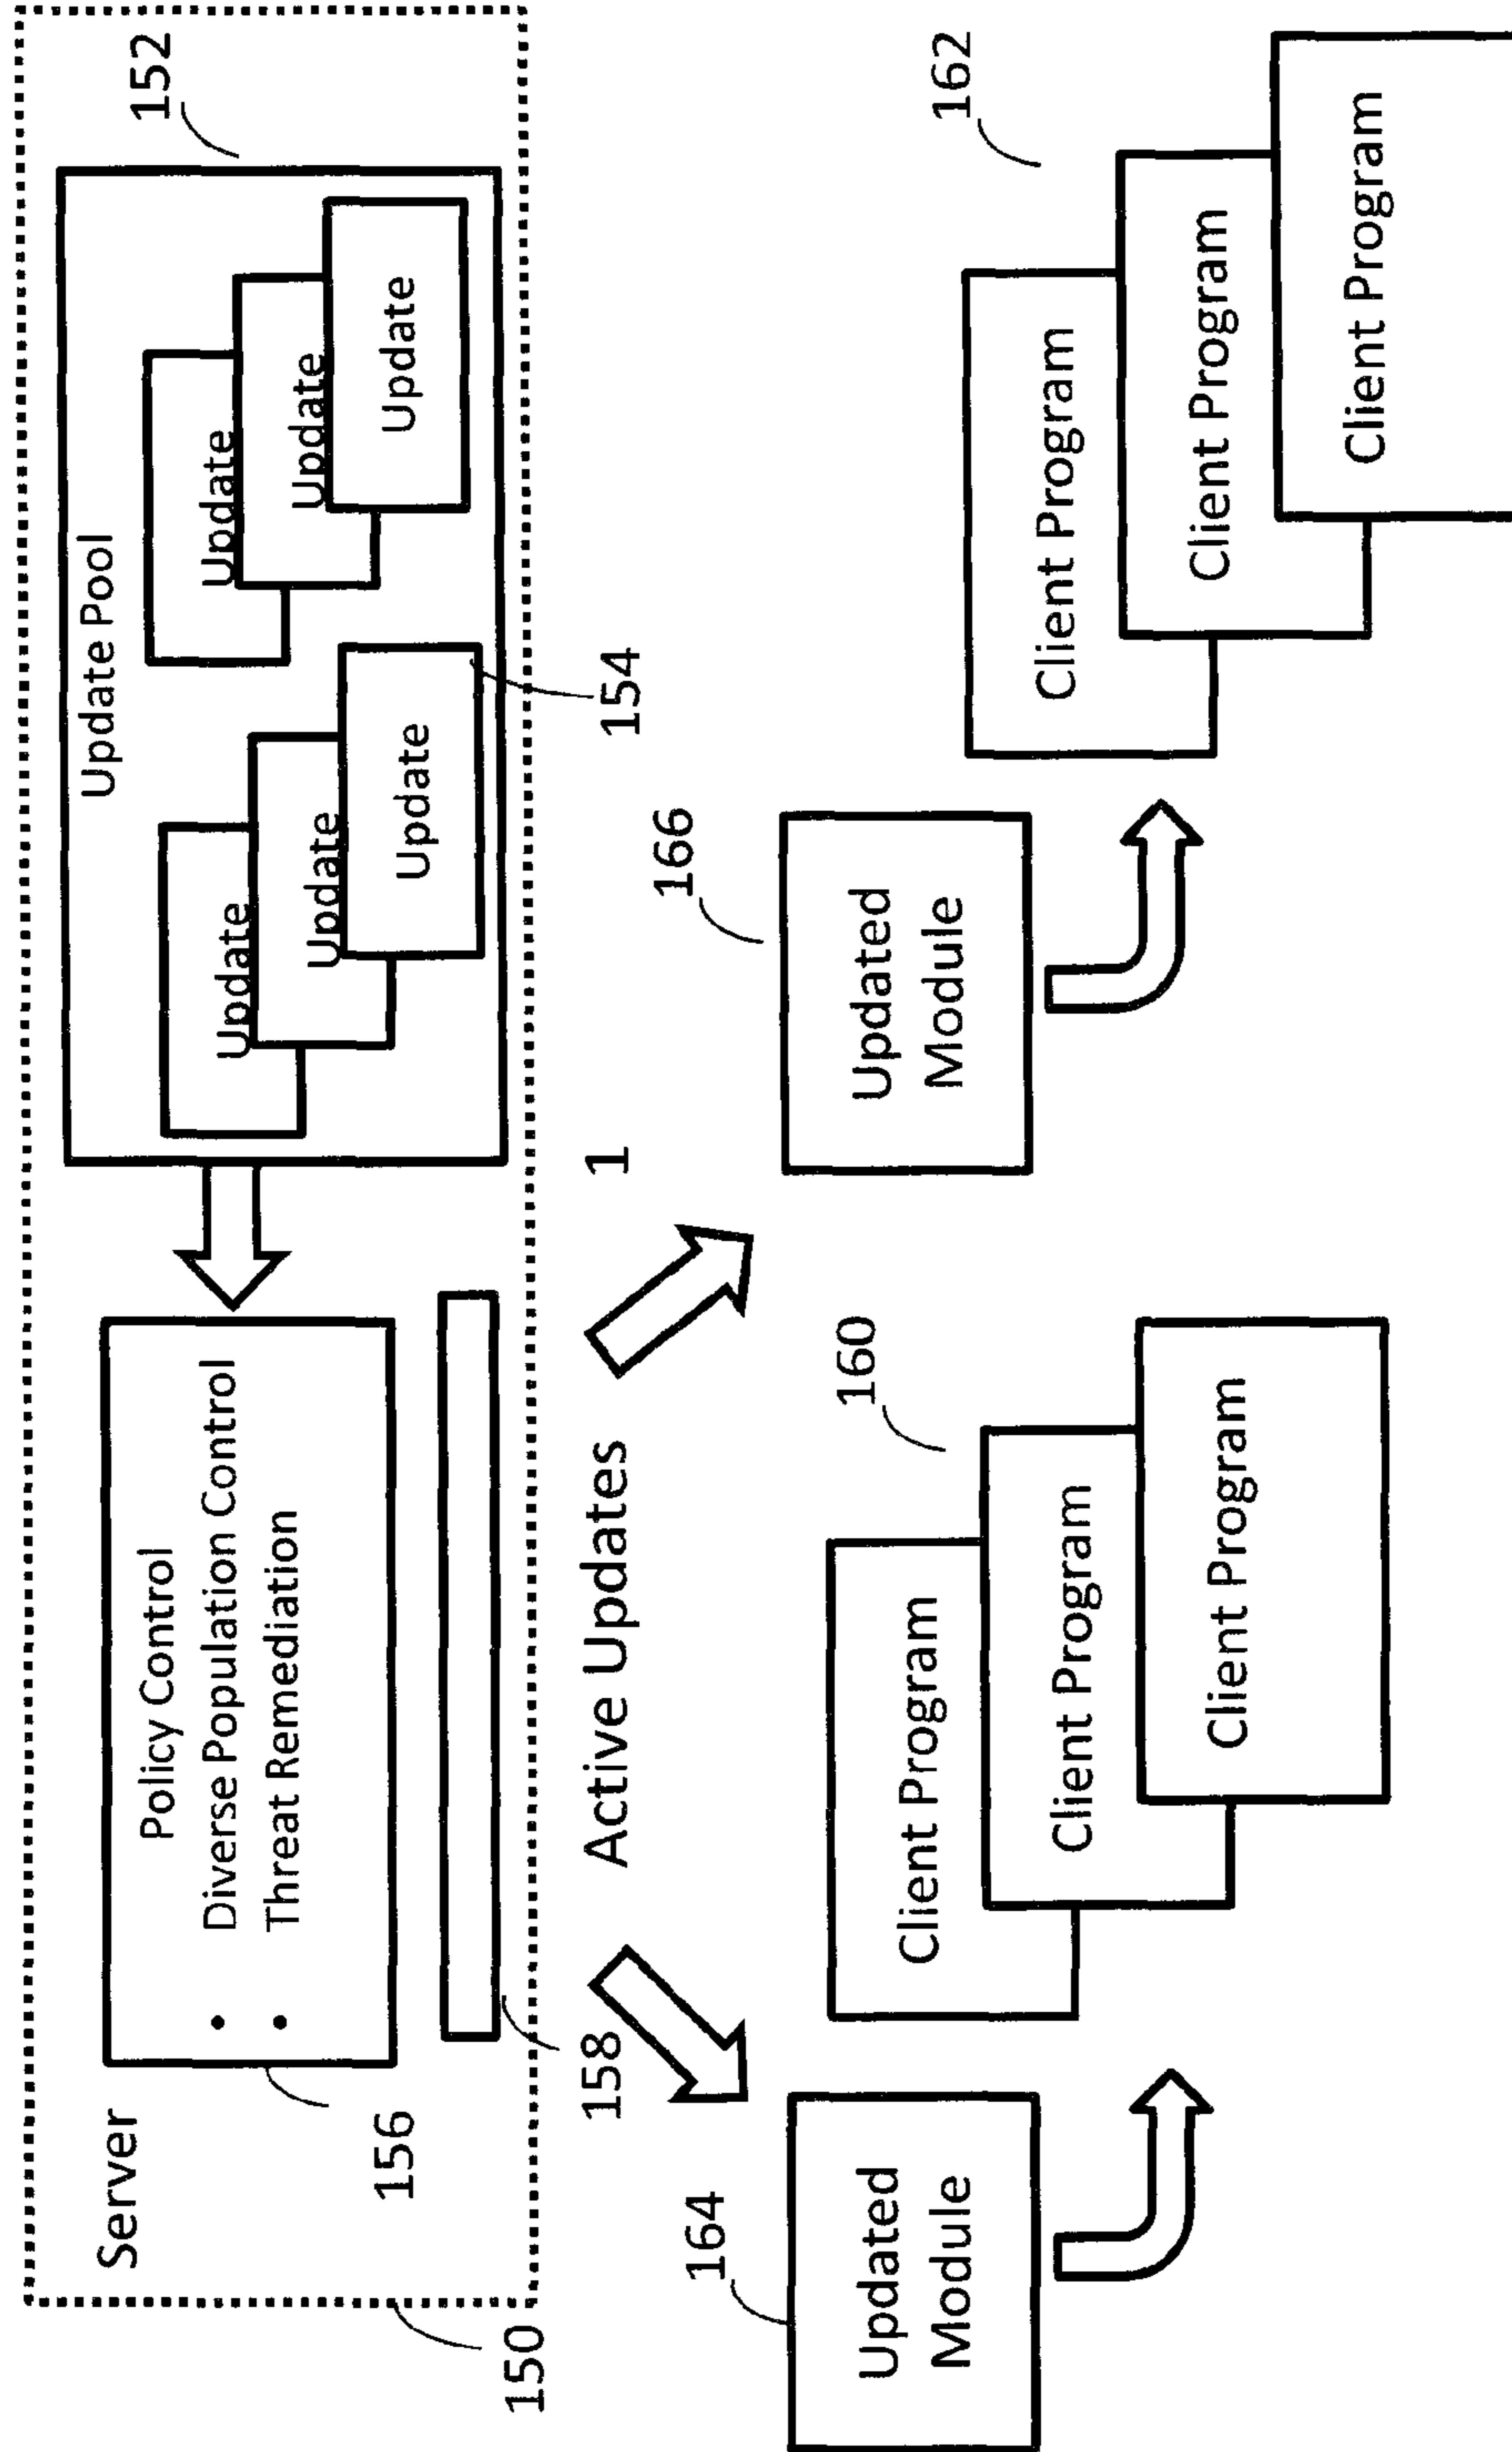 Server
Policy Control
• Diverse Population Control
• Threat Remediation
Update Pool
Update
Update
Update
Update
Update
Update
152
154
156
158
150
Active Updates
1
164
Updated
Module
160
Client Program
Client Program
Client Program
166
Updated
Module
162
Client Program
Client Program
Client Program